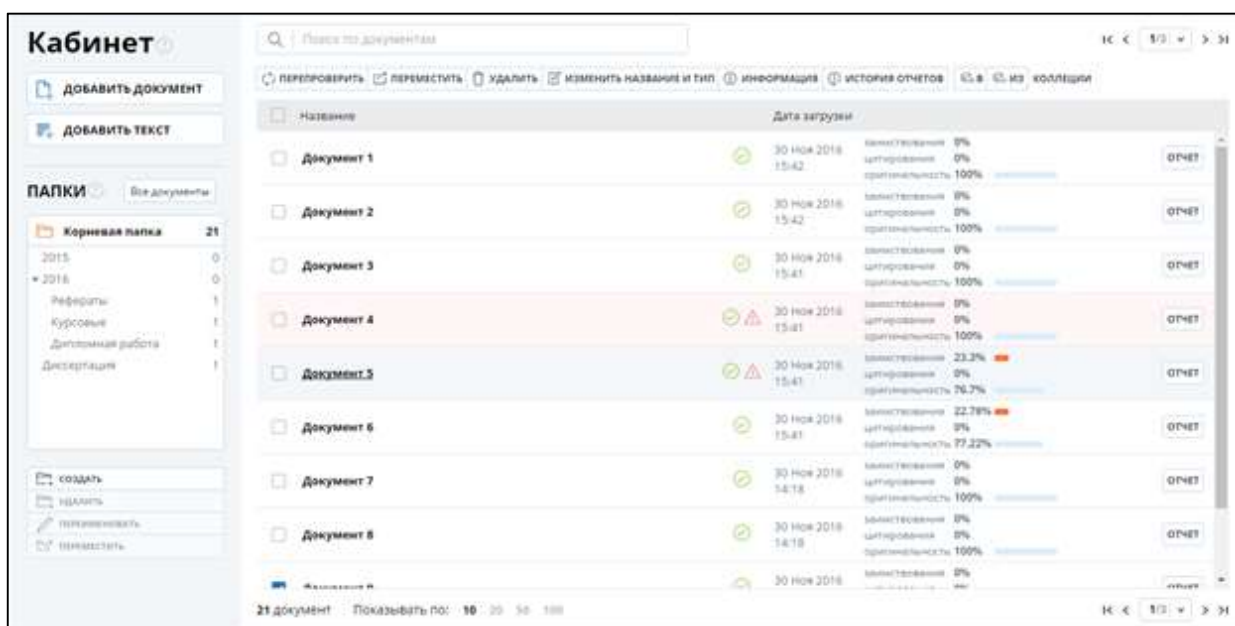 Кабинет
ДОБАВИТЬ ДОКУМЕНТ
ДОБАВИТЬ ТЕКСТ
ПАПКИ Все документы
Корневая папка 21
2015 0
2016 0
Рефераты 1
Курсовые 1
Дипломная работа 1
Диссертация 1
СОЗДАТЬ
УДАЛИТЬ
ПЕРЕИМЕНОВАТЬ
ПЕРЕМЕСТИТЬ
Поиск по документам 1/3
ПЕРЕПРОВЕРИТЬ ПЕРЕМЕСТИТЬ УДАЛИТЬ ИЗМЕНИТЬ НАЗВАНИЕ И ТИП ИНФОРМАЦИЯ ИСТОРИЯ ОТЧЕТОВ В ИЗ КОЛЛЕЦИИ
Название Дата загрузки
Документ 1 30 Ноя 2016 15:42
заимствования 0%
цитирования 0%
оригинальность 100%
ОТЧЕТ
Документ 2 30 Ноя 2016 15:42
заимствования 0%
цитирования 0%
оригинальность 100%
ОТЧЕТ
Документ 3 30 Ноя 2016 15:41
заимствования 0%
цитирования 0%
оригинальность 100%
ОТЧЕТ
Документ 4 30 Ноя 2016 15:41
заимствования 0%
цитирования 0%
оригинальность 100%
ОТЧЕТ
Документ 5 30 Ноя 2016 15:41
заимствования 23.3%
цитирования 0%
оригинальность 76.7%
ОТЧЕТ
Документ 6 30 Ноя 2016 15:41
заимствования 22.78%
цитирования 0%
оригинальность 77.22%
ОТЧЕТ
Документ 7 30 Ноя 2016 14:18
заимствования 0%
цитирования 0%
оригинальность 100%
ОТЧЕТ
Документ 8 30 Ноя 2016 14:18
заимствования 0%
цитирования 0%
оригинальность 100%
ОТЧЕТ
30 Ноя 2016
заимствования 0%
21 документ Показывать по: 10 20 50 100 1/3